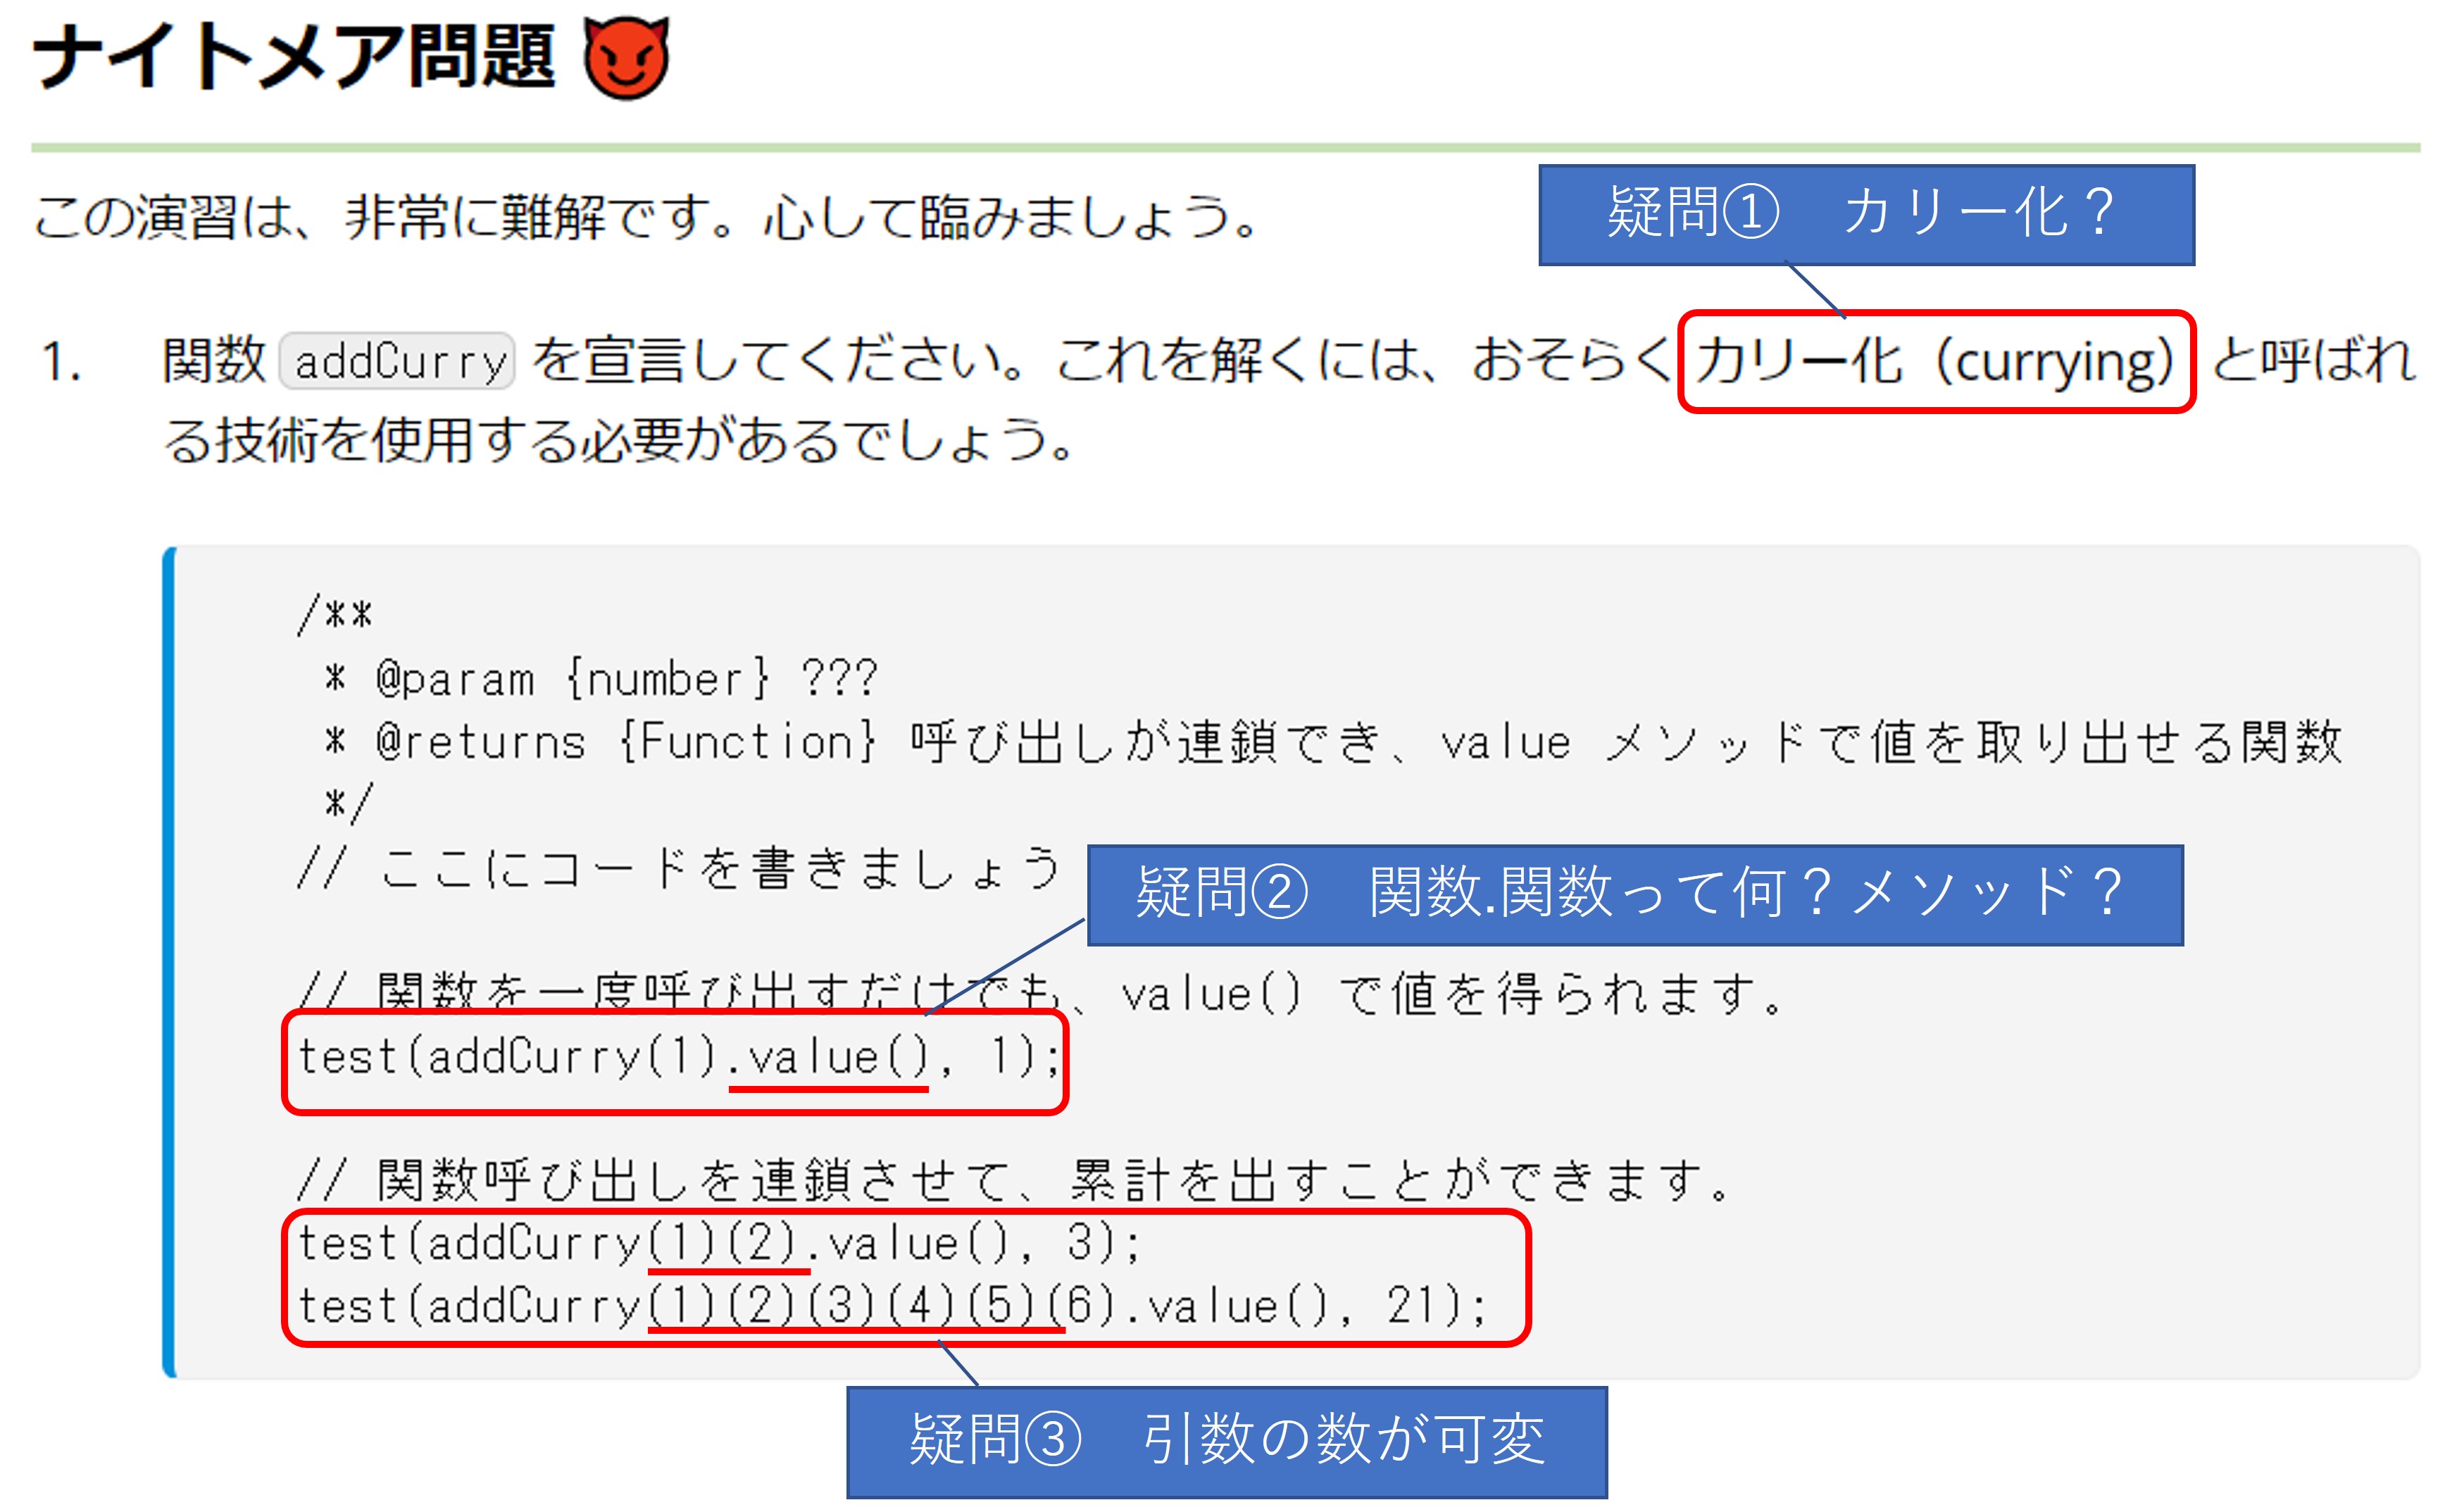 ナイトメア問題 😈
この演習は、非常に難解です。心して臨みましょう。
疑問① カリー化？
1. 関数 addCurry を宣言してください。これを解くには、おそらくカリー化（currying）と呼ばれ
る技術を使用する必要があるでしょう。
/**
* @param {number} ???
* @returns {Function} 呼び出しが連鎖でき、value メソッドで値を取り出せる関数
*/
// ここにコードを書きましょう
疑問② 関数.関数って何？メソッド？
// 関数を一度呼び出すだけでも、value() で値を得られます。
test(addCurry(1).value(), 1);
// 関数呼び出しを連鎖させて、累計を出すことができます。
test(addCurry(1)(2).value(), 3);
test(addCurry(1)(2)(3)(4)(5)(6).value(), 21);
疑問③ 引数の数が可変